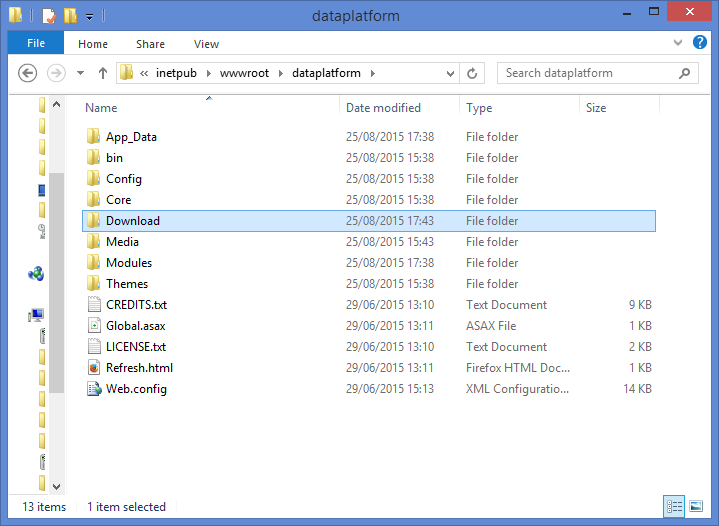 dataplatform
File Home Share View
« inetpub wwwroot dataplatform Search dataplatform
Name Date modified Type Size
App_Data 25/08/2015 17:38 File folder
bin 25/08/2015 15:38 File folder
Config 25/08/2015 15:38 File folder
Core 25/08/2015 15:38 File folder
Download 25/08/2015 17:43 File folder
Media 25/08/2015 15:43 File folder
Modules 25/08/2015 17:38 File folder
Themes 25/08/2015 15:38 File folder
CREDITS.txt 29/06/2015 13:10 Text Document 9 KB
Global.asax 29/06/2015 13:11 ASAX File 1 KB
LICENSE.txt 29/06/2015 13:10 Text Document 2 KB
Refresh.html 29/06/2015 13:11 Firefox HTML Doc... 1 KB
Web.config 29/06/2015 15:13 XML Configuratio... 14 KB
13 items 1 item selected